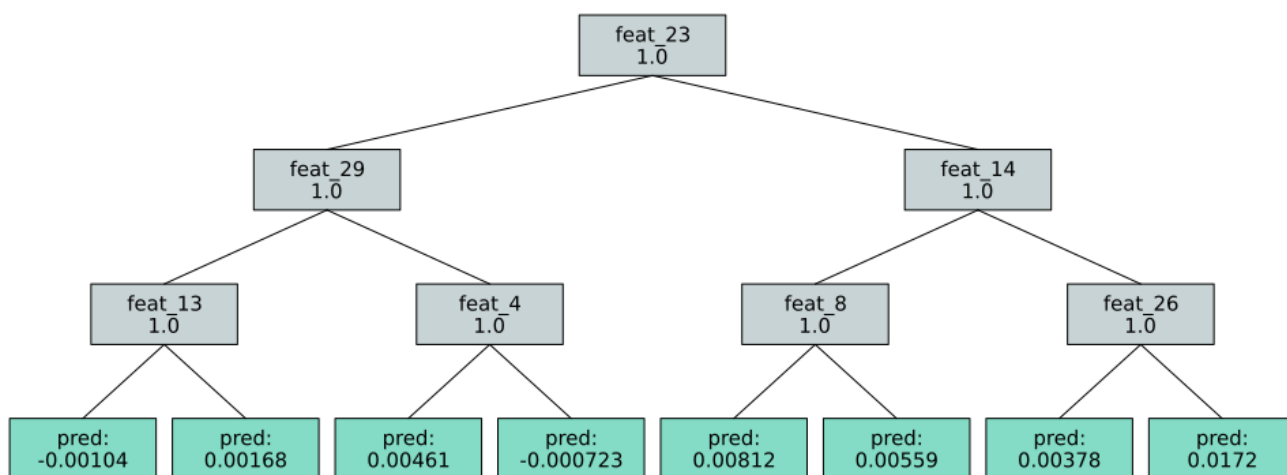 feat_23
1.0
feat_29
1.0
feat_14
1.0
feat_13
1.0
feat_4
1.0
feat_8
1.0
feat_26
1.0
pred:
-0.00104
pred:
0.00168
pred:
0.00461
pred:
-0.000723
pred:
0.00812
pred:
0.00559
pred:
0.00378
pred:
0.0172